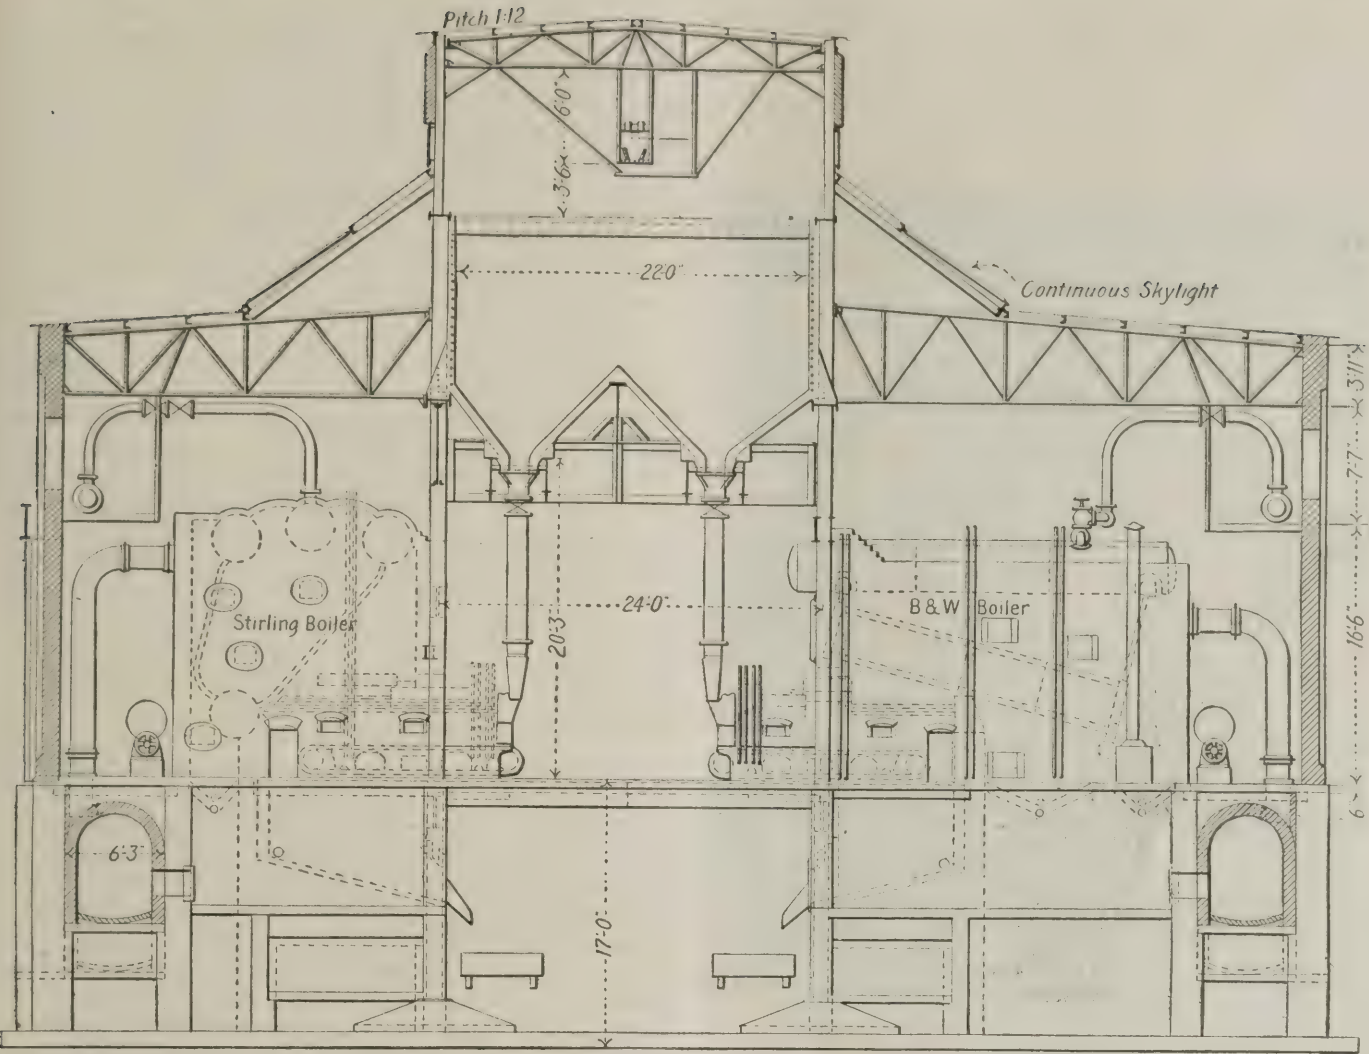 Pitch 1:12
6'-0"
3'-6"
22'-0"
Continuous Skylight
3'-11"
7'-7"
Stirling Boiler
24'-0"
B & W Boiler
20'-3"
16'-6"
6'-3"
17'-0"
6